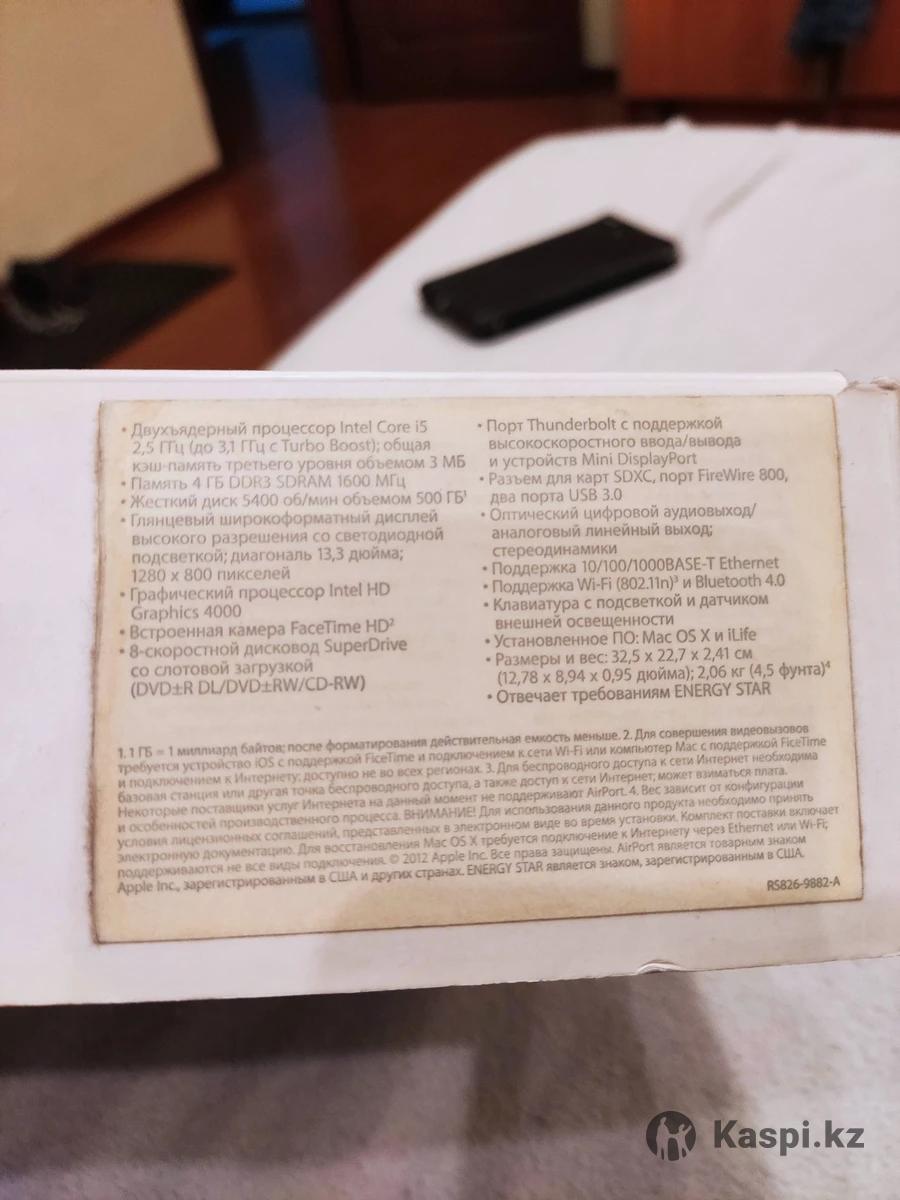 • Двухъядерный процессор Intel Core i5
2,5 ГГц (до 3,1 ГГц с Turbo Boost); общая
кэш-память третьего уровня объемом 3 МБ
• Память 4 ГБ DDR3 SDRAM 1600 МГц
• Жесткий диск 5400 об/мин объемом 500 ГБ¹
• Глянцевый широкоформатный дисплей
высокого разрешения со светодиодной
подсветкой; диагональ 13,3 дюйма;
1280 x 800 пикселей
• Графический процессор Intel HD
Graphics 4000
• Встроенная камера FaceTime HD²
• 8-скоростной дисковод SuperDrive
со слотовой загрузкой
(DVD±R DL/DVD±RW/CD-RW)
• Порт Thunderbolt с поддержкой
высокоскоростного ввода/вывода
и устройств Mini DisplayPort
• Разъем для карт SDXC, порт FireWire 800,
два порта USB 3.0
• Оптический цифровой аудиовыход/
аналоговый линейный выход;
стереодинамики
• Поддержка 10/100/1000BASE-T Ethernet
• Поддержка Wi-Fi (802.11n)³ и Bluetooth 4.0
• Клавиатура с подсветкой и датчиком
внешней освещенности
• Установленное ПО: Mac OS X и iLife
• Размеры и вес: 32,5 x 22,7 x 2,41 см
(12,78 x 8,94 x 0,95 дюйма); 2,06 кг (4,5 фунта)⁴
• Отвечает требованиям ENERGY STAR
1. 1 ГБ = 1 миллиард байтов; после форматирования действительная емкость меньше. 2. Для совершения видеовызовов
требуется устройство iOS с поддержкой FiceTime и подключением к сети Wi-Fi или компьютер Mac с поддержкой FiceTime
и подключением к Интернету; доступно не во всех регионах. 3. Для беспроводного доступа к сети Интернет необходима
базовая станция или другая точка беспроводного доступа, а также доступ к сети Интернет; может взиматься плата.
Некоторые поставщики услуг Интернета на данный момент не поддерживают AirPort. 4. Вес зависит от конфигурации
и особенностей производственного процесса. ВНИМАНИЕ! Для использования данного продукта необходимо принять
условия лицензионных соглашений, представленных в электронном виде во время установки. Комплект поставки включает
электронную документацию. Для восстановления Mac OS X требуется подключение к Интернету через Ethernet или Wi-Fi;
поддерживаются не все виды подключения. © 2012 Apple Inc. Все права защищены. AirPort является товарным знаком
Apple Inc., зарегистрированным в США и других странах. ENERGY STAR является знаком, зарегистрированным в США.
RS826-9882-A
Kaspi.kz